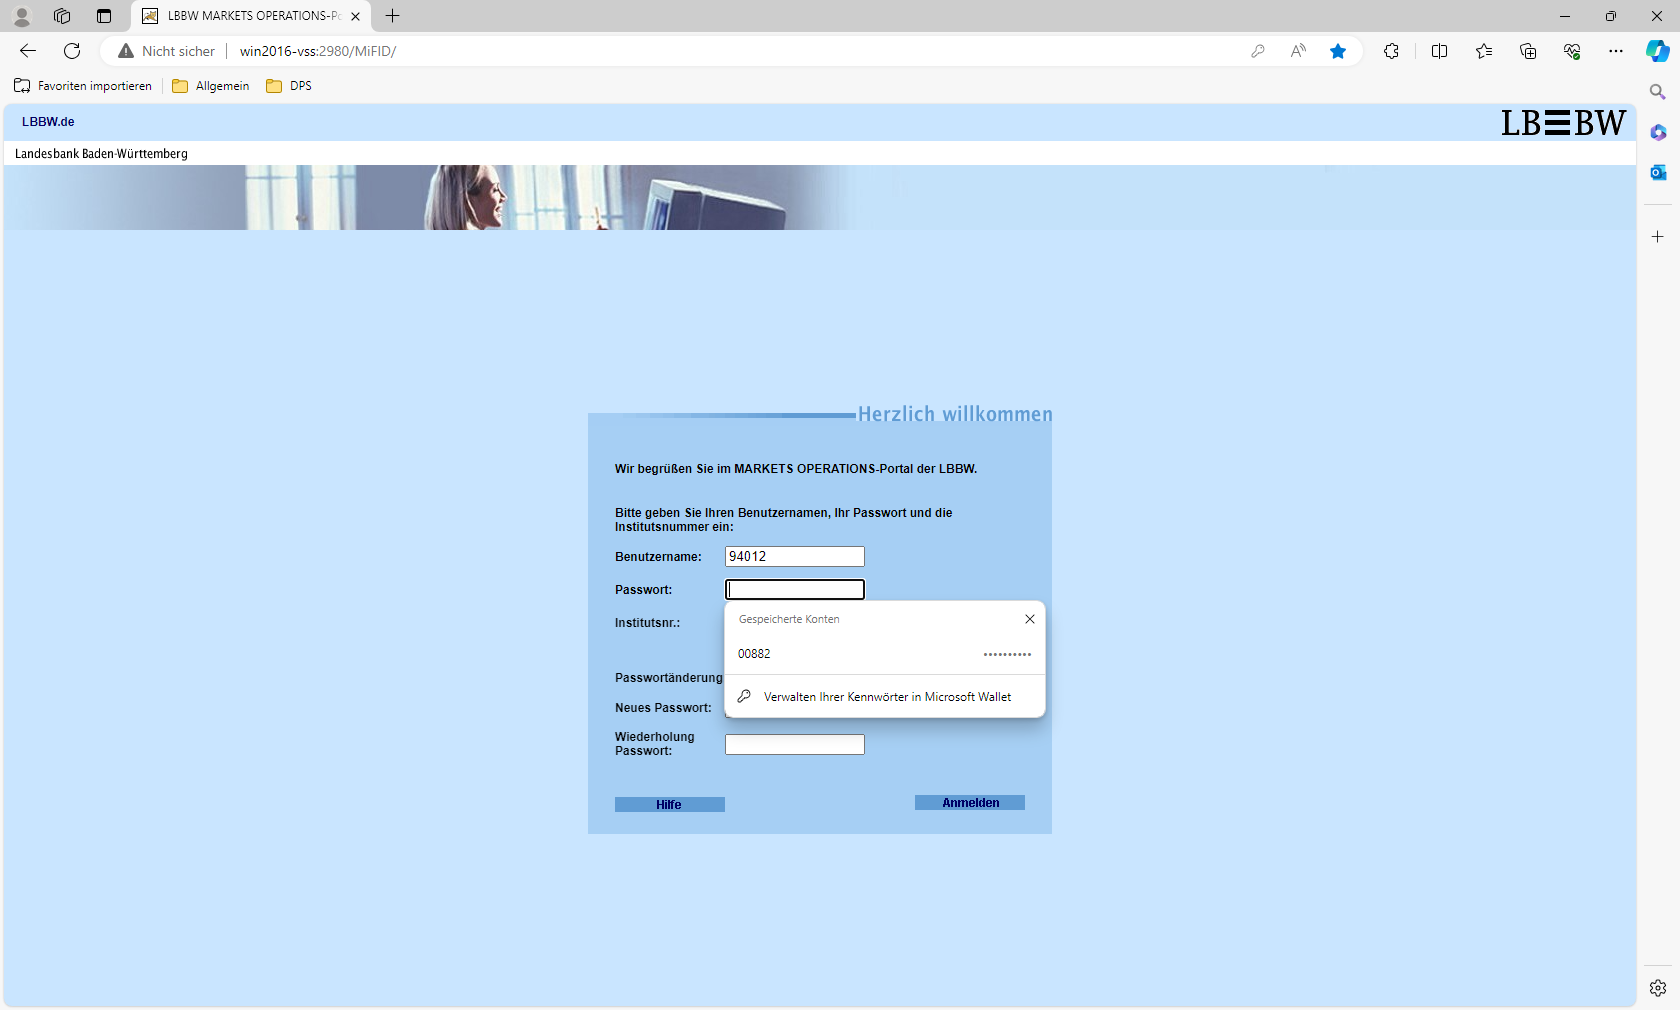 LBBW MARKETS OPERATIONS-Po
Nicht sicher
win2016-vss:2980/MiFID/
Favoriten importieren
Allgemein
DPS
LBBW.de
LB BW
Landesbank Baden-Württemberg
Herzlich willkommen
Wir begrüßen Sie im MARKETS OPERATIONS-Portal der LBBW.
Bitte geben Sie Ihren Benutzernamen, Ihr Passwort und die
Institutsnummer ein:
Benutzername: 94012
Passwort:
Institutsnr.:
Gespeicherte Konten
00882 ••••••••••
Passwortänderung
Verwalten Ihrer Kennwörter in Microsoft Wallet
Neues Passwort:
Wiederholung
Passwort:
Hilfe
Anmelden